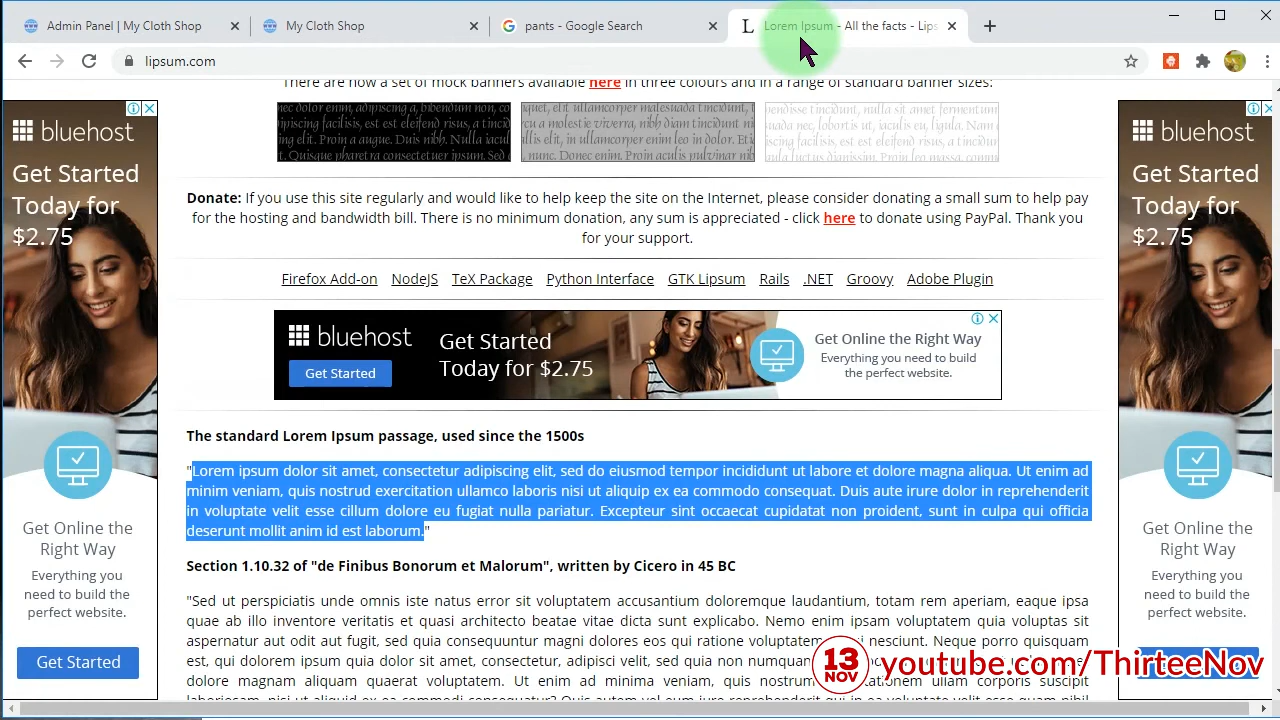 Admin Panel | My Cloth Shop
My Cloth Shop
pants - Google Search
Lorem Ipsum - All the facts - Lips
lipsum.com
There are now a set of mock banners available here in three colours and in a range of standard banner sizes:
Donate: If you use this site regularly and would like to help keep the site on the Internet, please consider donating a small sum to help pay
for the hosting and bandwidth bill. There is no minimum donation, any sum is appreciated - click here to donate using PayPal. Thank you
for your support.
Firefox Add-on NodeJS TeX Package Python Interface GTK Lipsum Rails .NET Groovy Adobe Plugin
bluehost
Get Started
Today for
$2.75
Get Online the
Right Way
Everything you
need to build the
perfect website.
Get Started
bluehost
Get Started
Get Started
Today for $2.75
Get Online the Right Way
Everything you need to build
the perfect website.
The standard Lorem Ipsum passage, used since the 1500s
"Lorem ipsum dolor sit amet, consectetur adipiscing elit, sed do eiusmod tempor incididunt ut labore et dolore magna aliqua. Ut enim ad
minim veniam, quis nostrud exercitation ullamco laboris nisi ut aliquip ex ea commodo consequat. Duis aute irure dolor in reprehenderit
in voluptate velit esse cillum dolore eu fugiat nulla pariatur. Excepteur sint occaecat cupidatat non proident, sunt in culpa qui officia
deserunt mollit anim id est laborum."
Section 1.10.32 of "de Finibus Bonorum et Malorum", written by Cicero in 45 BC
"Sed ut perspiciatis unde omnis iste natus error sit voluptatem accusantium doloremque laudantium, totam rem aperiam, eaque ipsa
quae ab illo inventore veritatis et quasi architecto beatae vitae dicta sunt explicabo. Nemo enim ipsam voluptatem quia voluptas sit
aspernatur aut odit aut fugit, sed quia consequuntur magni dolores eos qui ratione voluptatem nesciunt. Neque porro quisquam
est, qui dolorem ipsum quia dolor sit amet, consectetur, adipisci velit, sed quia non numquam
dolore magnam aliquam quaerat voluptatem. Ut enim ad minima veniam, quis nostrum
bluehost
Get Started
Today for
$2.75
Get Online the
Right Way
Everything you
need to build the
perfect website.
13
NOV
youtube.com/ThirteeNov